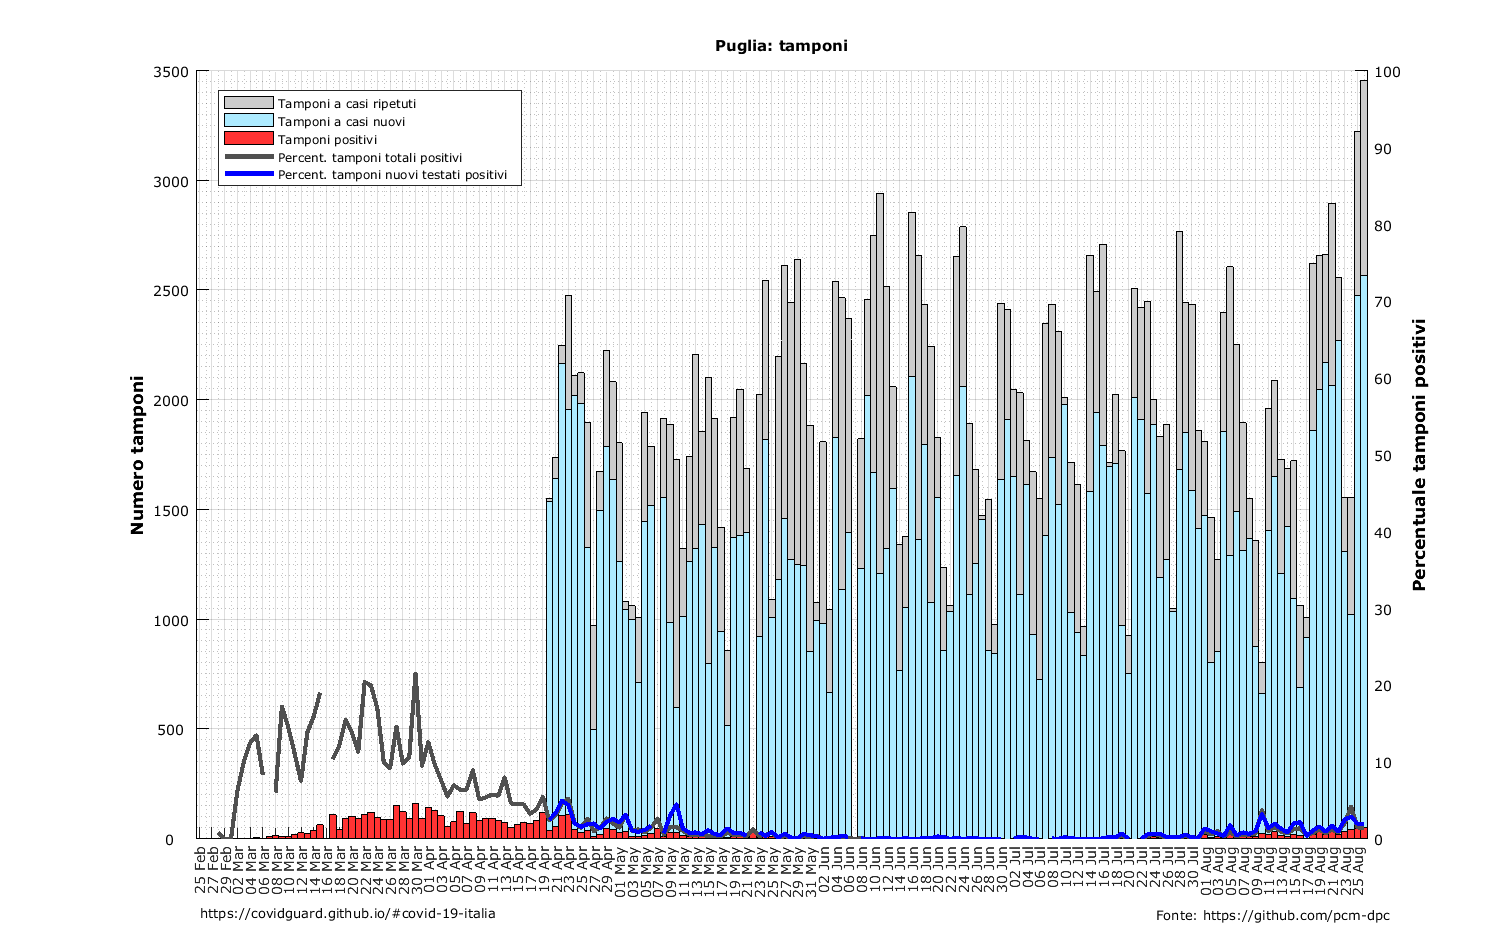 Puglia: tamponi
Tamponi a casi ripetuti
Tamponi a casi nuovi
Tamponi positivi
Percent. tamponi totali positivi
Percent. tamponi nuovi testati positivi
Numero tamponi
3500
3000
2500
2000
1500
1000
500
0
Percentuale tamponi positivi
100
90
80
70
60
50
40
30
20
10
0
25 Feb
27 Feb
29 Feb
02 Mar
04 Mar
06 Mar
08 Mar
10 Mar
12 Mar
14 Mar
16 Mar
18 Mar
20 Mar
22 Mar
24 Mar
26 Mar
28 Mar
30 Mar
01 Apr
03 Apr
05 Apr
07 Apr
09 Apr
11 Apr
13 Apr
15 Apr
17 Apr
19 Apr
21 Apr
23 Apr
25 Apr
27 Apr
29 Apr
01 May
03 May
05 May
07 May
09 May
11 May
13 May
15 May
17 May
19 May
21 May
23 May
25 May
27 May
29 May
31 May
02 Jun
04 Jun
06 Jun
08 Jun
10 Jun
12 Jun
14 Jun
16 Jun
18 Jun
20 Jun
22 Jun
24 Jun
26 Jun
28 Jun
30 Jun
02 Jul
04 Jul
06 Jul
08 Jul
10 Jul
12 Jul
14 Jul
16 Jul
18 Jul
20 Jul
22 Jul
24 Jul
26 Jul
28 Jul
30 Jul
01 Aug
03 Aug
05 Aug
07 Aug
09 Aug
11 Aug
13 Aug
15 Aug
17 Aug
19 Aug
21 Aug
23 Aug
25 Aug
https://covidguard.github.io/#covid-19-italia
Fonte: https://github.com/pcm-dpc